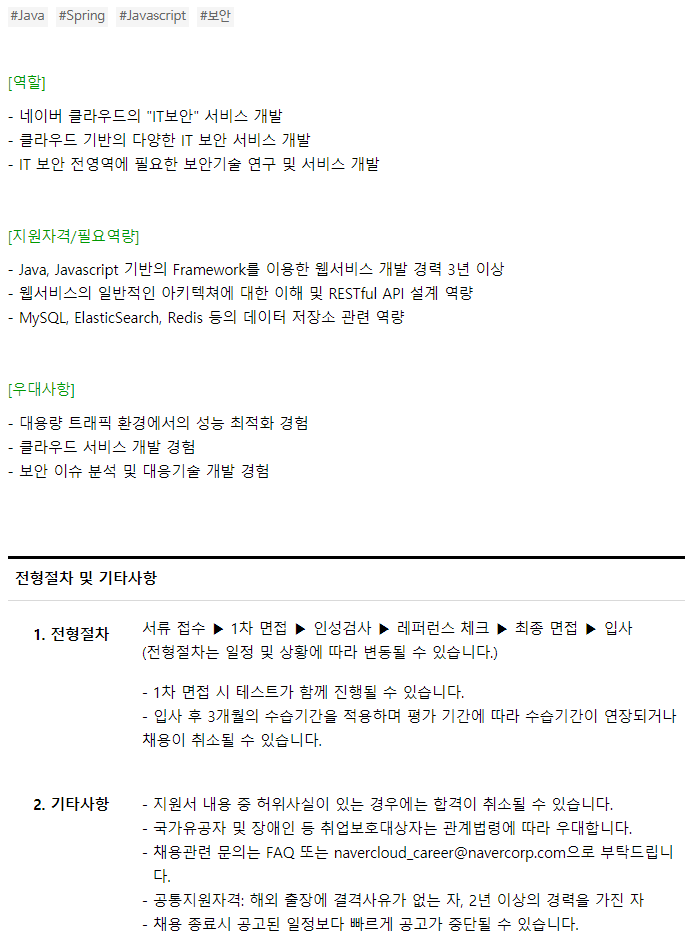 #Java #Spring #Javascript #보안
[역할]
- 네이버 클라우드의 "IT보안" 서비스 개발
- 클라우드 기반의 다양한 IT 보안 서비스 개발
- IT 보안 전영역에 필요한 보안기술 연구 및 서비스 개발
[지원자격/필요역량]
- Java, Javascript 기반의 Framework를 이용한 웹서비스 개발 경력 3년 이상
- 웹서비스의 일반적인 아키텍쳐에 대한 이해 및 RESTful API 설계 역량
- MySQL, ElasticSearch, Redis 등의 데이터 저장소 관련 역량
[우대사항]
- 대용량 트래픽 환경에서의 성능 최적화 경험
- 클라우드 서비스 개발 경험
- 보안 이슈 분석 및 대응기술 개발 경험
전형절차 및 기타사항
1. 전형절차 서류 접수 ▶ 1차 면접 ▶ 인성검사 ▶ 레퍼런스 체크 ▶ 최종 면접 ▶ 입사
(전형절차는 일정 및 상황에 따라 변동될 수 있습니다.)
- 1차 면접 시 테스트가 함께 진행될 수 있습니다.
- 입사 후 3개월의 수습기간을 적용하며 평가 기간에 따라 수습기간이 연장되거나
채용이 취소될 수 있습니다.
2. 기타사항 - 지원서 내용 중 허위사실이 있는 경우에는 합격이 취소될 수 있습니다.
- 국가유공자 및 장애인 등 취업보호대상자는 관계법령에 따라 우대합니다.
- 채용관련 문의는 FAQ 또는 navercloud_career@navercorp.com으로 부탁드립니
다.
- 공통지원자격: 해외 출장에 결격사유가 없는 자, 2년 이상의 경력을 가진 자
- 채용 종료시 공고된 일정보다 빠르게 공고가 중단될 수 있습니다.